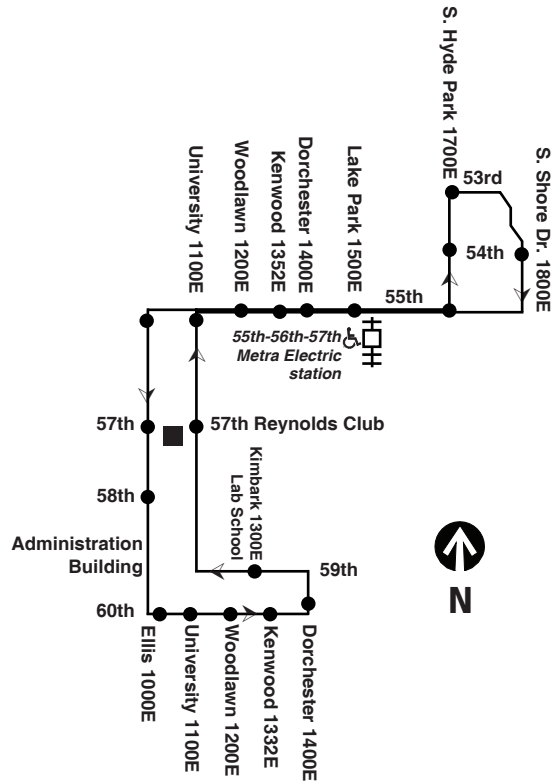 S. Hyde Park 1700E
S. Shore Dr. 1800E
53rd
54th
University 1100E
Woodlawn 1200E
Kenwood 1352E
Dorchester 1400E
Lake Park 1500E
55th
55th-56th-57th
Metra Electric
station
57th
57th Reynolds Club
58th
Kimbark 1300E
Lab School
Administration
Building
59th
60th
Ellis 1000E
University 1100E
Woodlawn 1200E
Kenwood 1332E
Dorchester 1400E
N